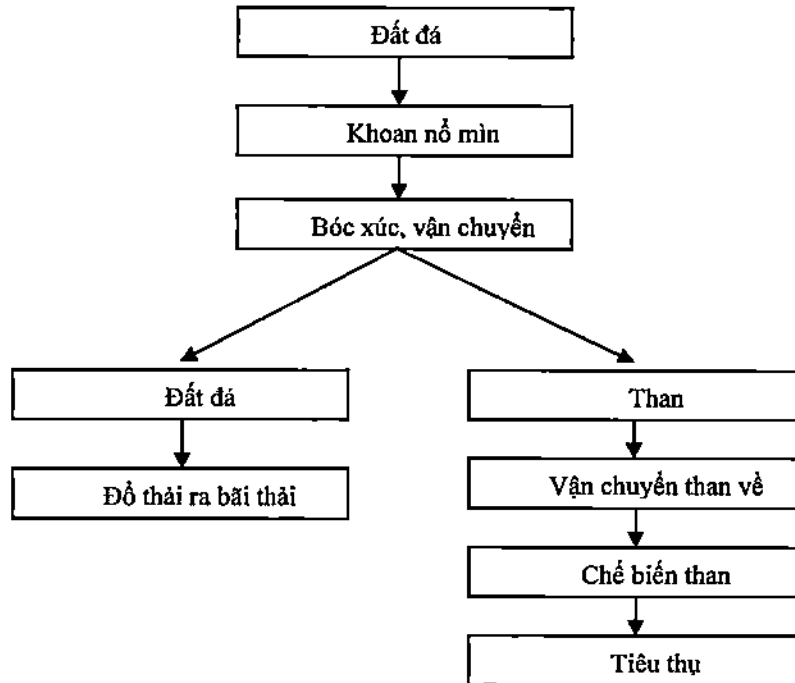 Đất đá
Khoan nổ mìn
Bóc xúc, vận chuyển
Đất đá
Đổ thải ra bãi thải
Than
Vận chuyển than về
Chế biến than
Tiêu thụ